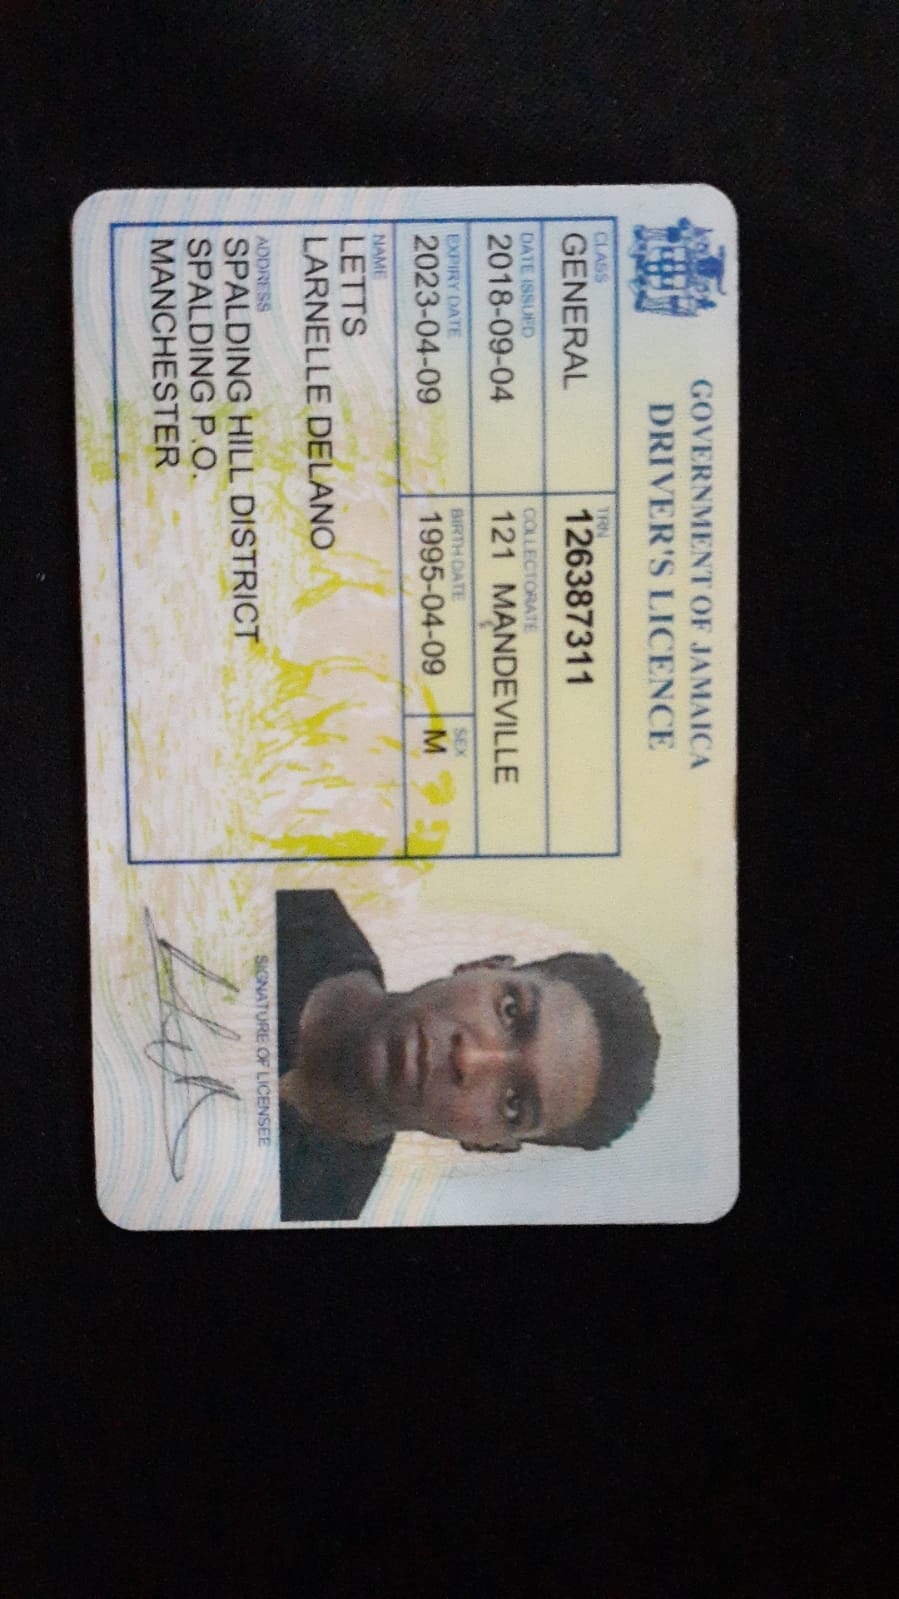 GOVERNMENT OF JAMAICA
DRIVER'S LICENCE
CLASS
GENERAL
TRN
126387311
DATE ISSUED
2018-09-04
COLLECTORATE
121 MANDEVILLE
EXPIRY DATE
2023-04-09
BIRTH DATE
1995-04-09
SEX
M
NAME
LETTS
LARNELLE DELANO
ADDRESS
SPALDING HILL DISTRICT
SPALDING P.O.
MANCHESTER
SIGNATURE OF LICENSEE